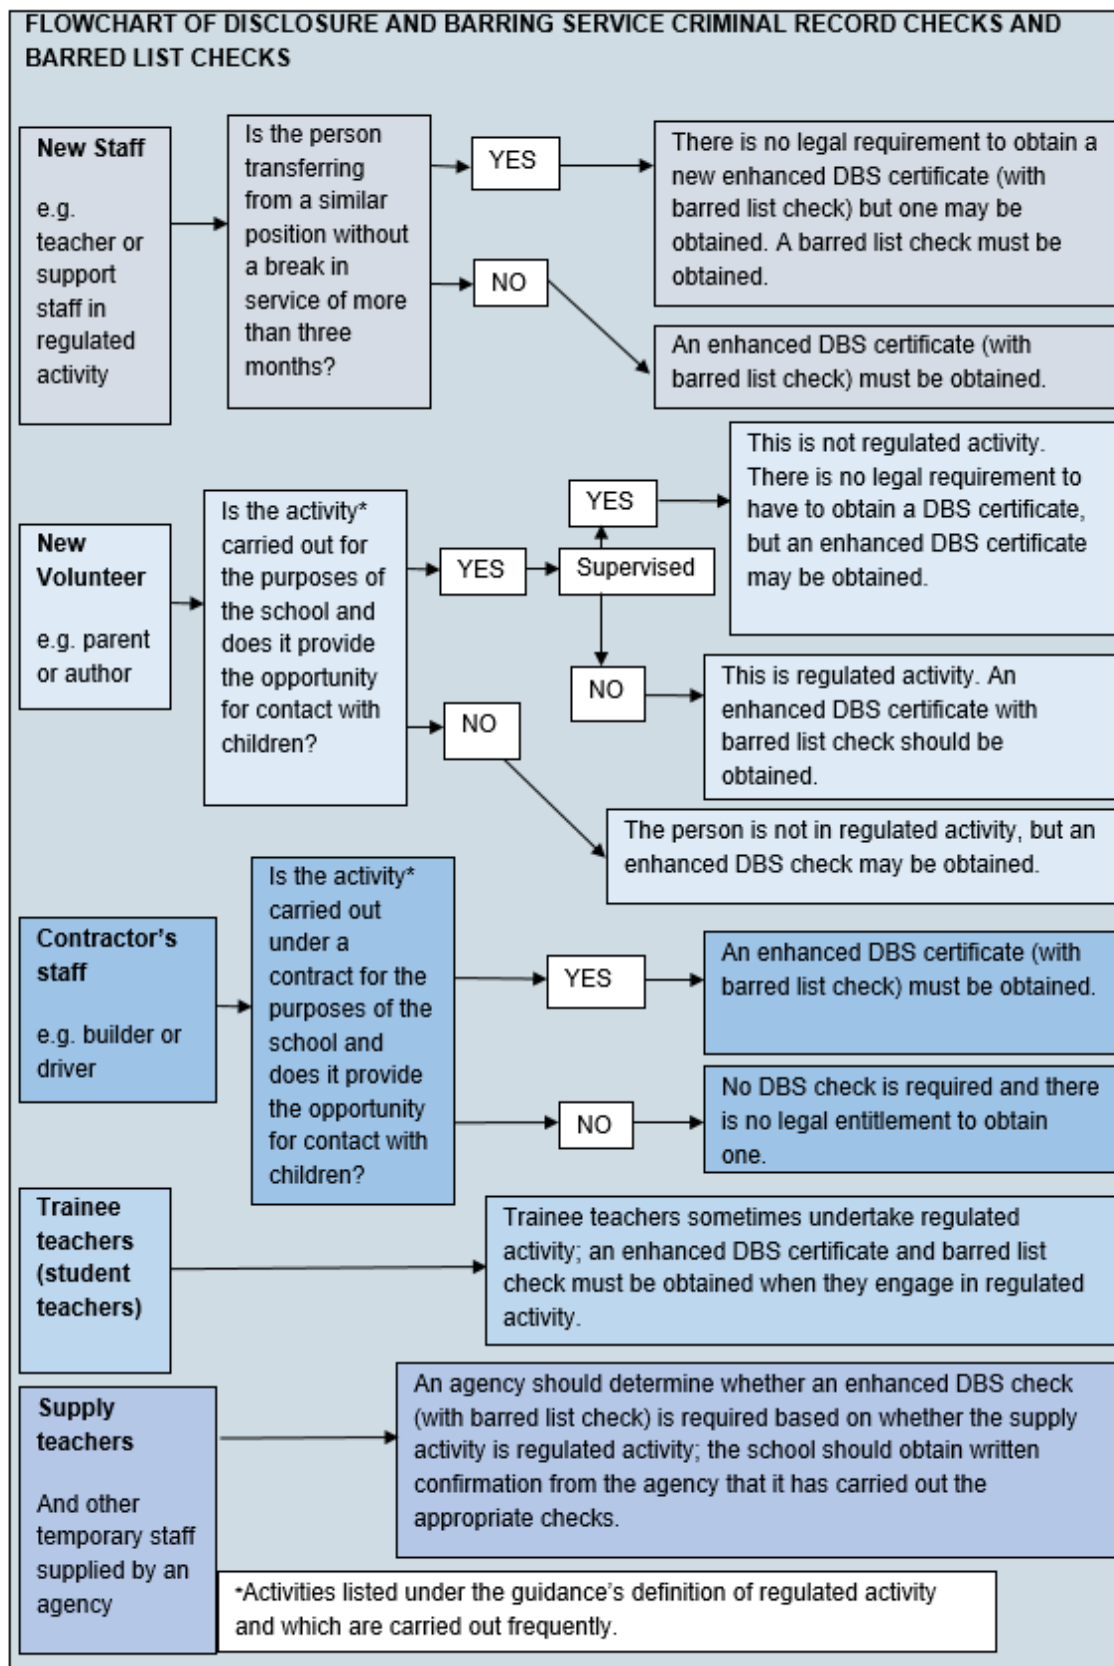 FLOWCHART OF DISCLOSURE AND BARRING SERVICE CRIMINAL RECORD CHECKS AND
BARRED LIST CHECKS
New Staff
e.g.
teacher or
support
staff in
regulated
activity
Is the person
transferring
from a similar
position without
a break in
service of more
than three
months?
YES
There is no legal requirement to obtain a
new enhanced DBS certificate (with
barred list check) but one may be
obtained. A barred list check must be
obtained.
NO
An enhanced DBS certificate (with
barred list check) must be obtained.
New
Volunteer
e.g. parent
or author
Is the activity*
carried out for
the purposes of
the school and
does it provide
the opportunity
for contact with
children?
YES
Supervised
YES
This is not regulated activity.
There is no legal requirement to
have to obtain a DBS certificate,
but an enhanced DBS certificate
may be obtained.
NO
This is regulated activity. An
enhanced DBS certificate with
barred list check should be
obtained.
NO
The person is not in regulated activity, but an
enhanced DBS check may be obtained.
Contractor's
staff
e.g. builder or
driver
Is the activity*
carried out
under a
contract for the
purposes of the
school and
does it provide
the opportunity
for contact with
children?
YES
An enhanced DBS certificate (with
barred list check) must be obtained.
NO
No DBS check is required and there
is no legal entitlement to obtain
one.
Trainee
teachers
(student
teachers)
Trainee teachers sometimes undertake regulated
activity; an enhanced DBS certificate and barred list
check must be obtained when they engage in regulated
activity.
Supply
teachers
And other
temporary staff
supplied by an
agency
An agency should determine whether an enhanced DBS check
(with barred list check) is required based on whether the supply
activity is regulated activity; the school should obtain written
confirmation from the agency that it has carried out the
appropriate checks.
*Activities listed under the guidance's definition of regulated activity
and which are carried out frequently.